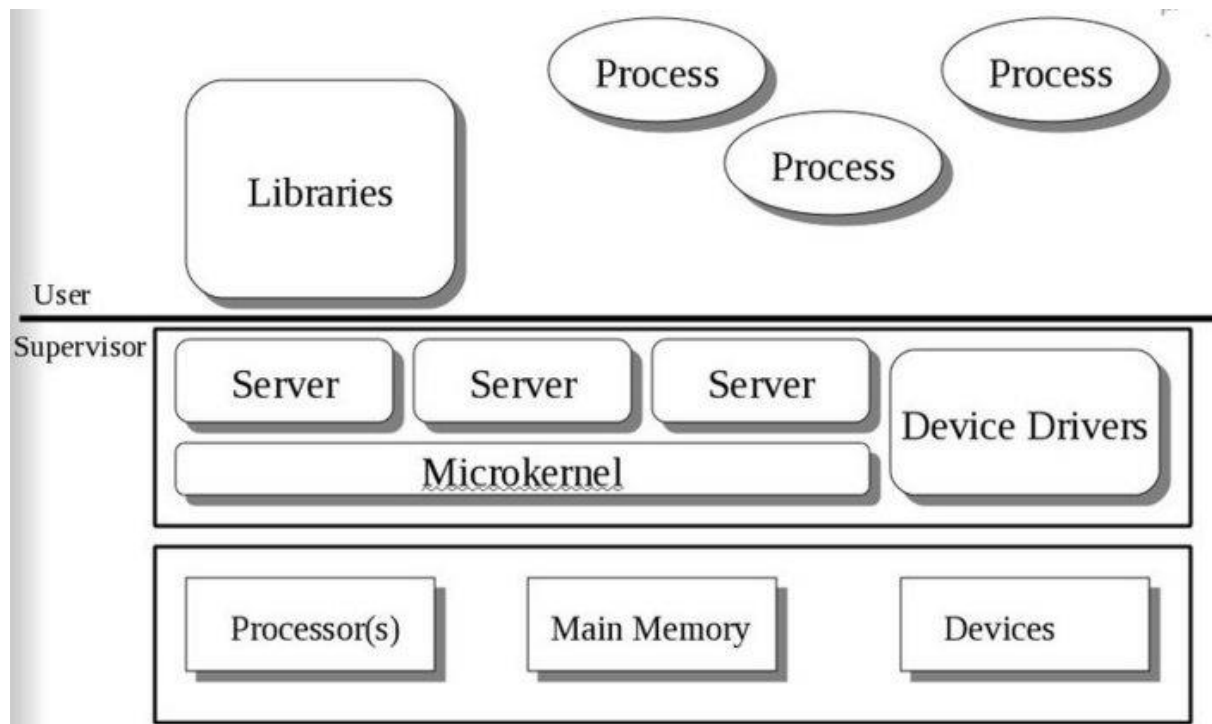 Process
Process
Process
Libraries
User
Supervisor
Server
Server
Server
Device Drivers
Microkernel
Processor(s)
Main Memory
Devices